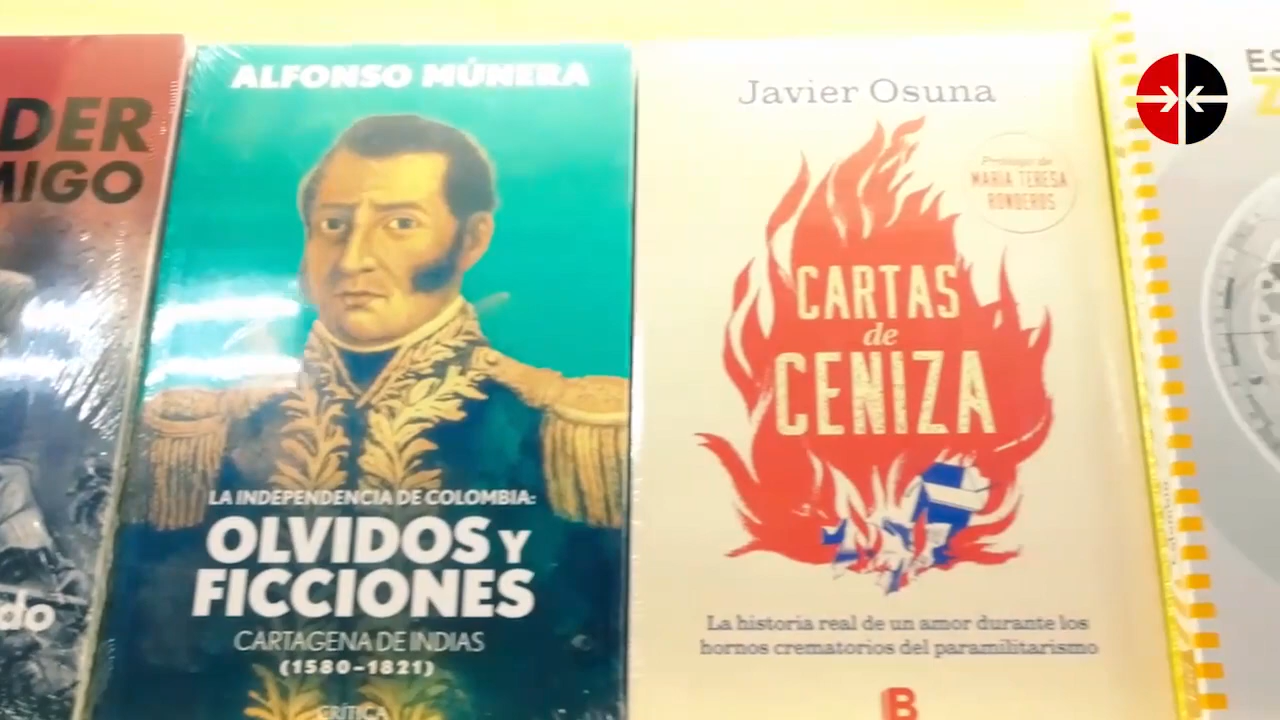 DER
MIGO
do
ALFONSO MÚNERA
LA INDEPENDENCIA DE COLOMBIA:
OLVIDOS Y
FICCIONES
CARTAGENA DE INDIAS
(1580-1821)
CRÍTICA
Javier Osuna
Prólogo de
MARÍA TERESA
RONDEROS
CARTAS
de
CENIZA
La historia real de un amor durante los
hornos crematorios del paramilitarismo
B
ES
Z